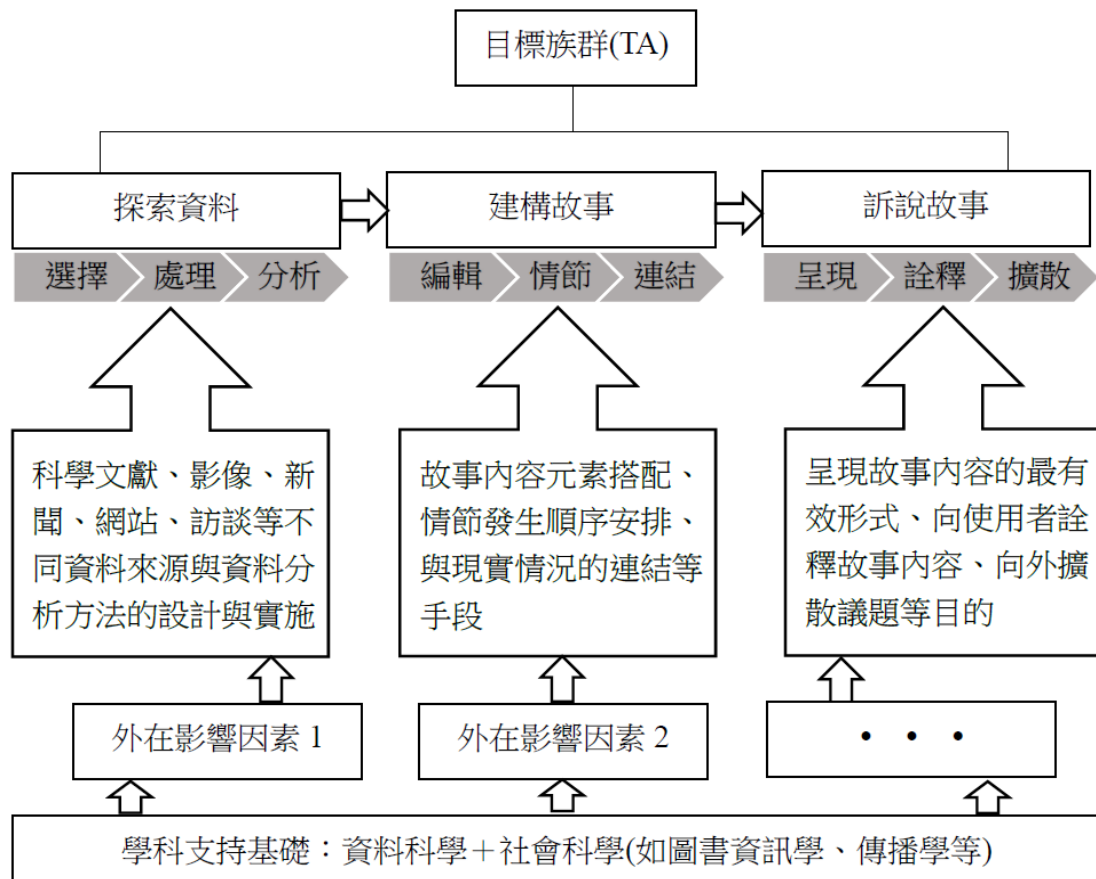 目標族群(TA)
探索資料
建構故事
訴說故事
選擇
處理
分析
編輯
情節
連結
呈現
詮釋
擴散
科學文獻、影像、新
聞、網站、訪談等不
同資料來源與資料分
析方法的設計與實施
故事內容元素搭配、
情節發生順序安排、
與現實情況的連結等
手段
呈現故事內容的最有
效形式、向使用者詮
釋故事內容、向外擴
散議題等目的
外在影響因素 1
外在影響因素 2
• • •
學科支持基礎：資料科學＋社會科學(如圖書資訊學、傳播學等)